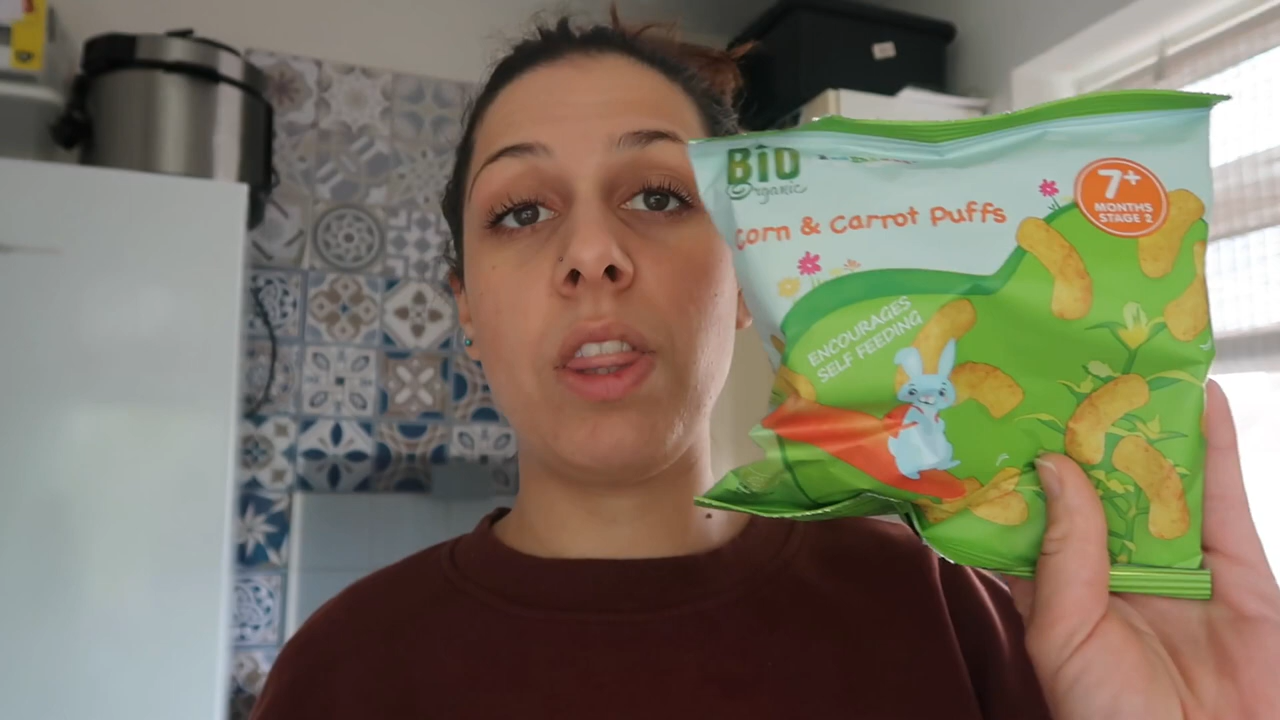 BIO
Organic
Corn & Carrot Puffs
7+
MONTHS
STAGE 2
ENCOURAGES
SELF FEEDING